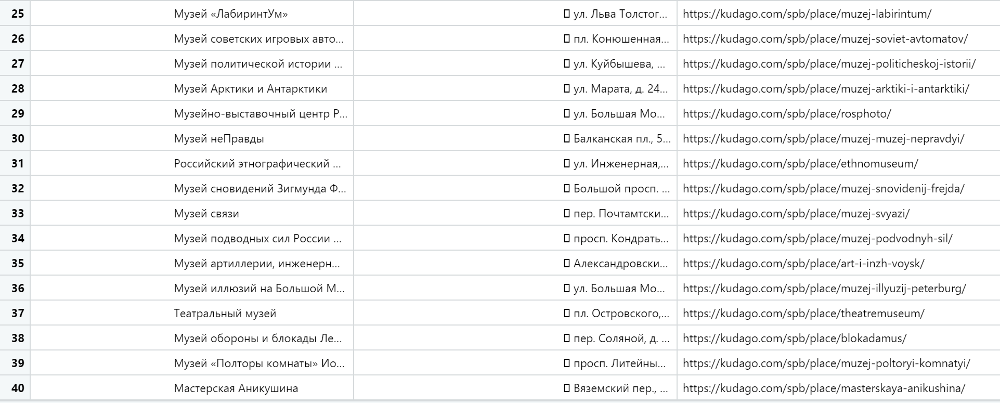 25 Музей «ЛабиринтУм» ул. Льва Толстог... https://kudago.com/spb/place/muzej-labirintum/
26 Музей советских игровых авто... пл. Конюшенная... https://kudago.com/spb/place/muzej-soviet-avtomatov/
27 Музей политической истории ... ул. Куйбышева, ... https://kudago.com/spb/place/muzej-politicheskoj-istorii/
28 Музей Арктики и Антарктики ул. Марата, д. 24... https://kudago.com/spb/place/muzej-arktiki-i-antarktiki/
29 Музейно-выставочный центр Р... ул. Большая Мо... https://kudago.com/spb/place/rosphoto/
30 Музей неПравды Балканская пл., 5... https://kudago.com/spb/place/muzej-muzej-nepravdyi/
31 Российский этнографический ... ул. Инженерная,... https://kudago.com/spb/place/ethnomuseum/
32 Музей сновидений Зигмунда Ф... Большой просп. ... https://kudago.com/spb/place/muzej-snovidenij-frejda/
33 Музей связи пер. Почтамтски... https://kudago.com/spb/place/muzej-svyazi/
34 Музей подводных сил России ... просп. Кондрать... https://kudago.com/spb/place/muzej-podvodnyh-sil/
35 Музей артиллерии, инженерн... Александровски... https://kudago.com/spb/place/art-i-inzh-voysk/
36 Музей иллюзий на Большой М... ул. Большая Мо... https://kudago.com/spb/place/muzej-illyuzij-peterburg/
37 Театральный музей пл. Островского,... https://kudago.com/spb/place/theatremuseum/
38 Музей обороны и блокады Ле... пер. Соляной, д. ... https://kudago.com/spb/place/blokadamus/
39 Музей «Полторы комнаты» Ио... просп. Литейны... https://kudago.com/spb/place/muzej-poltoryi-komnatyi/
40 Мастерская Аникушина Вяземский пер., ... https://kudago.com/spb/place/masterskaya-anikushina/